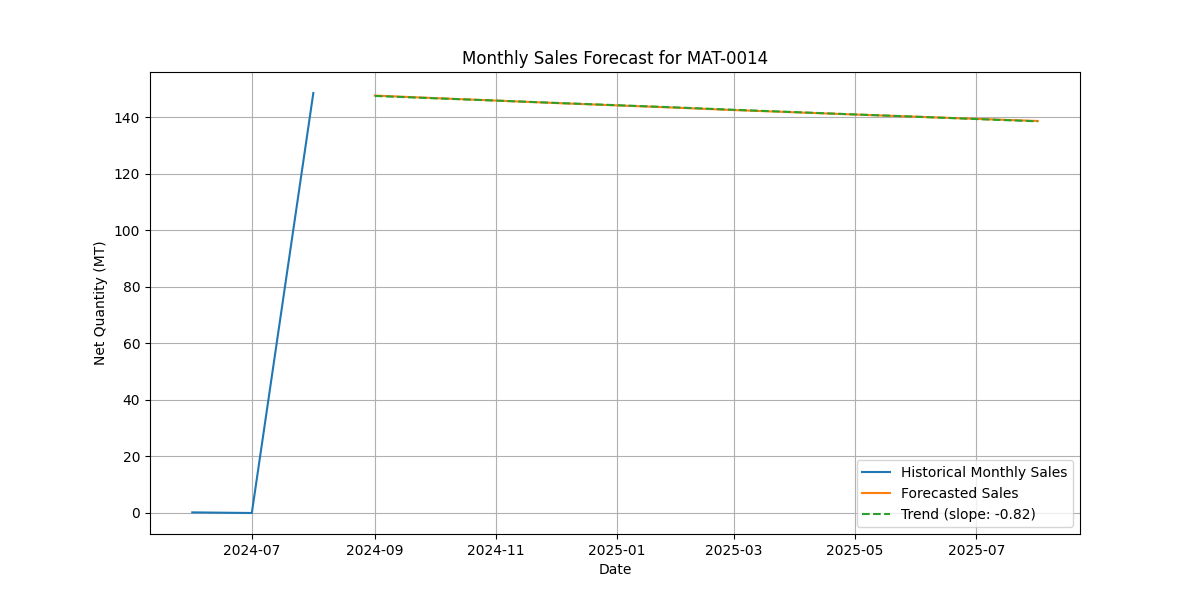 Monthly Sales Forecast for MAT-0014
Net Quantity (MT)
140
120
100
80
60
40
20
0
Historical Monthly Sales
Forecasted Sales
Trend (slope: -0.82)
2024-07 2024-09 2024-11 2025-01 2025-03 2025-05 2025-07
Date